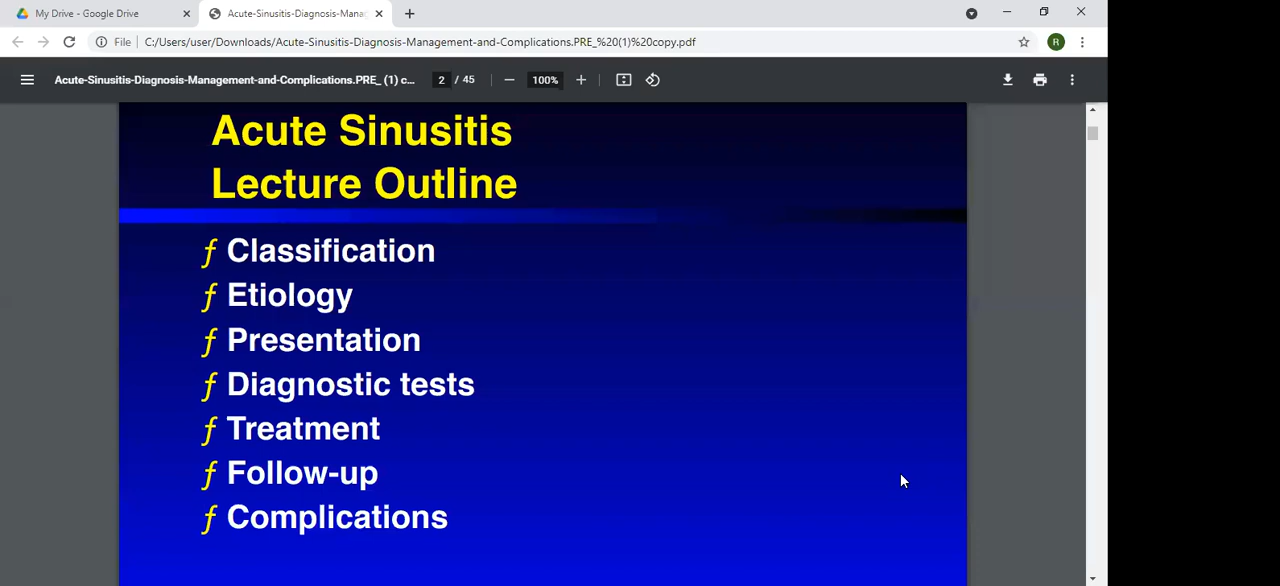 My Drive - Google Drive
Acute-Sinusitis-Diagnosis-Mana
File
C:/Users/user/Downloads/Acute-Sinusitis-Diagnosis-Management-and-Complications.PRE_%20(1)%20copy.pdf
R
Acute-Sinusitis-Diagnosis-Management-and-Complications.PRE_ (1) c...
2 / 45
100%
Acute Sinusitis
Lecture Outline
ƒ Classification
ƒ Etiology
ƒ Presentation
ƒ Diagnostic tests
ƒ Treatment
ƒ Follow-up
ƒ Complications